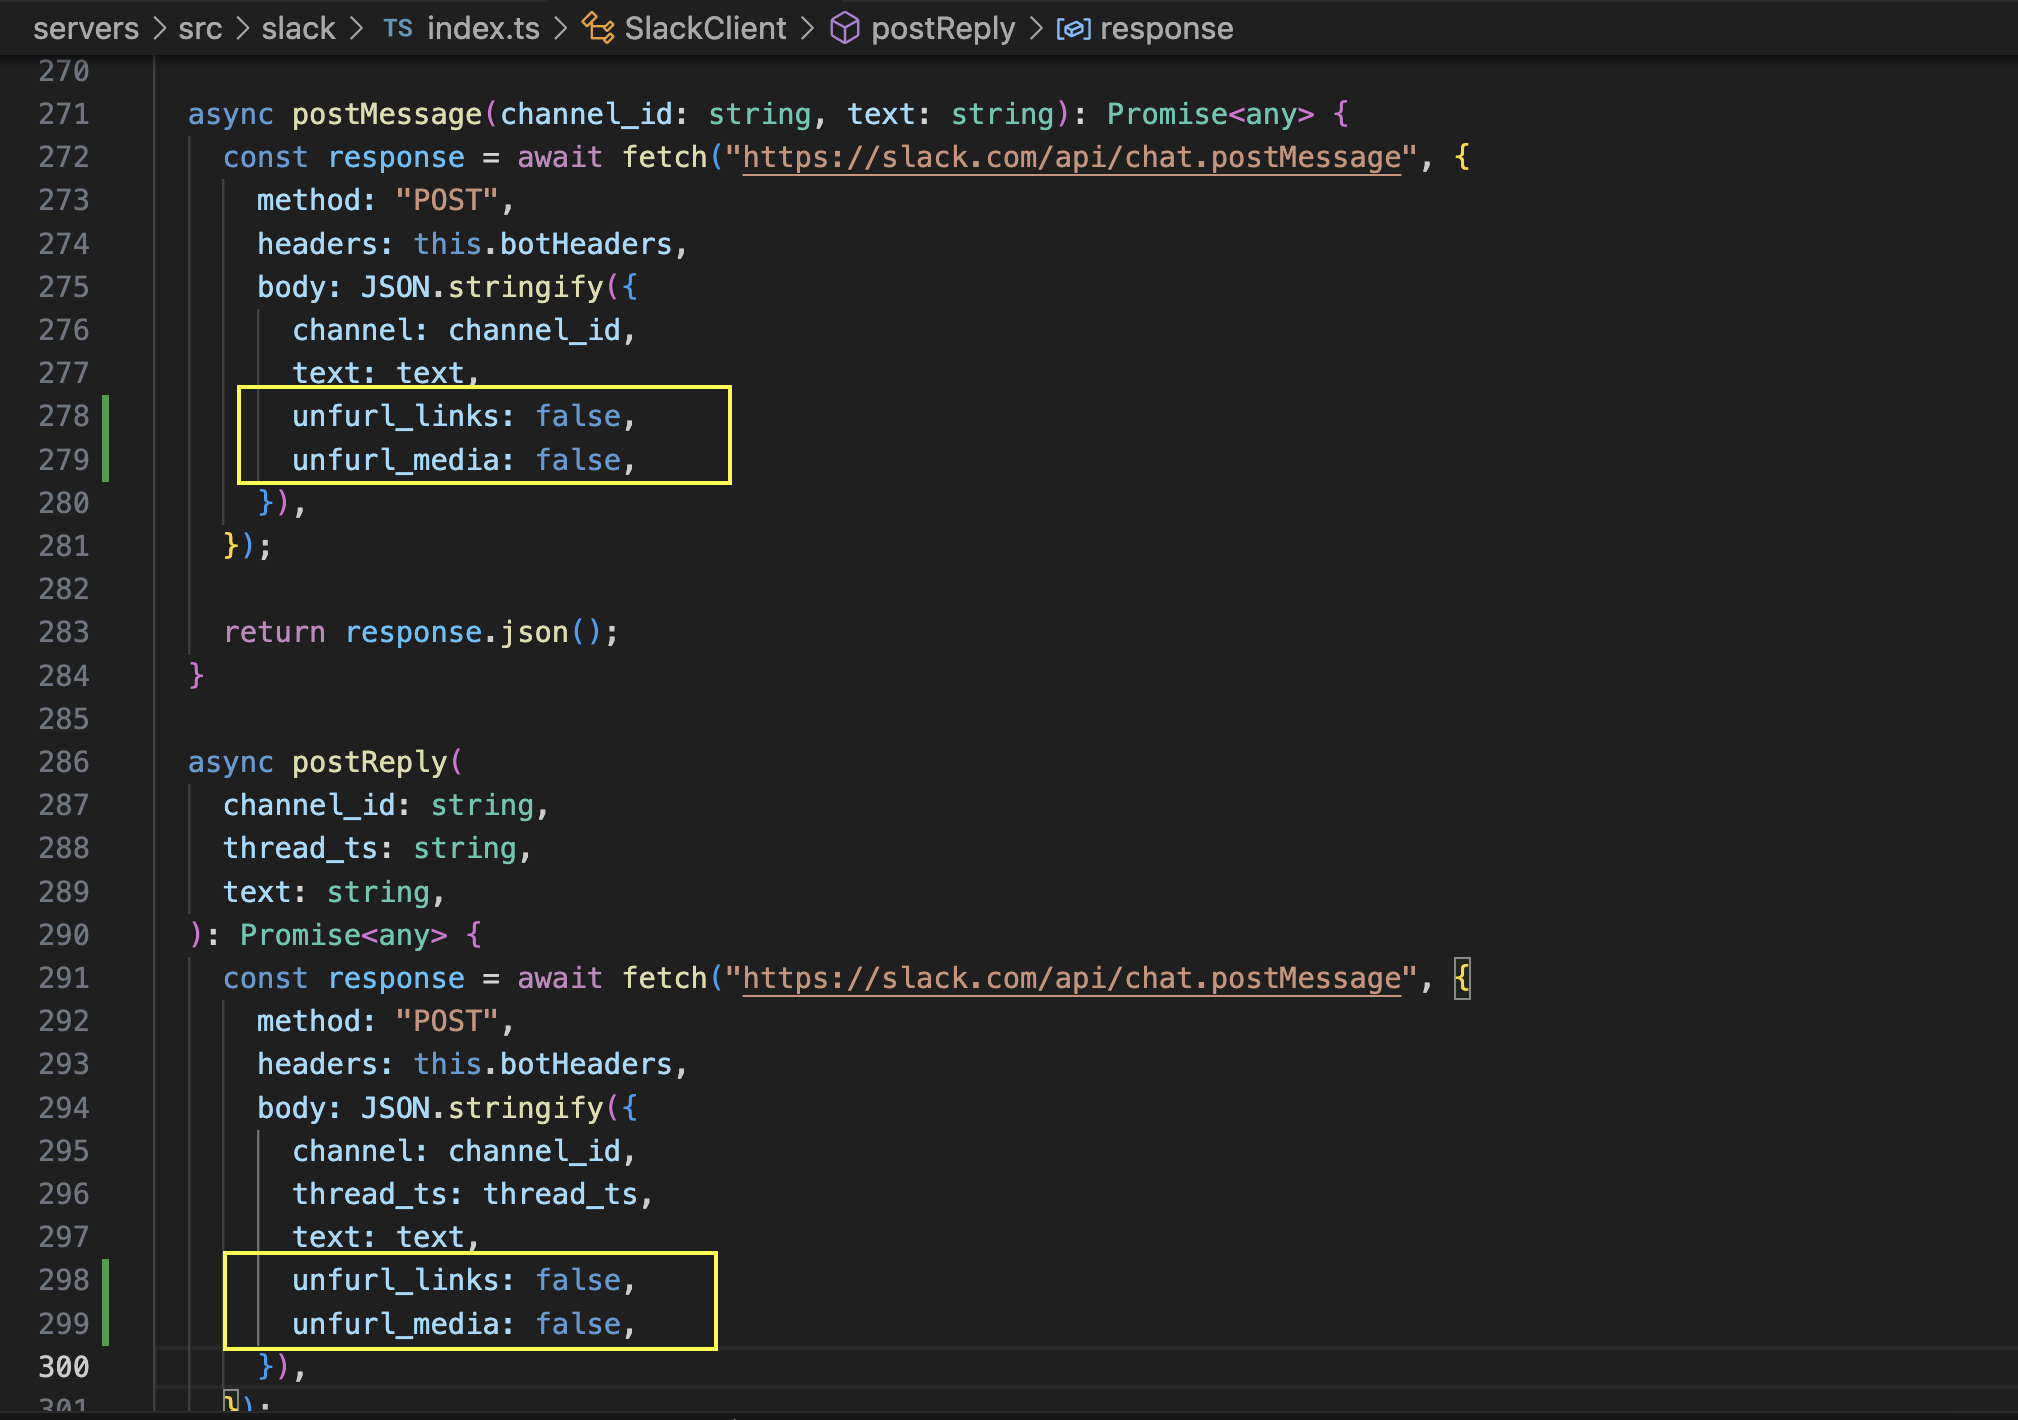 servers > src > slack > TS index.ts > SlackClient > postReply > response
270
271 async postMessage(channel_id: string, text: string): Promise<any> {
272 const response = await fetch("https://slack.com/api/chat.postMessage", {
273 method: "POST",
274 headers: this.botHeaders,
275 body: JSON.stringify({
276 channel: channel_id,
277 text: text,
278 unfurl_links: false,
279 unfurl_media: false,
280 }),
281 });
282
283 return response.json();
284 }
285
286 async postReply(
287 channel_id: string,
288 thread_ts: string,
289 text: string,
290 ): Promise<any> {
291 const response = await fetch("https://slack.com/api/chat.postMessage", {
292 method: "POST",
293 headers: this.botHeaders,
294 body: JSON.stringify({
295 channel: channel_id,
296 thread_ts: thread_ts,
297 text: text,
298 unfurl_links: false,
299 unfurl_media: false,
300 }),
301 });